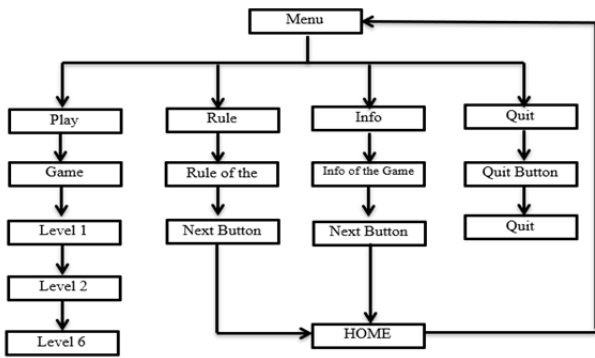 Menu
Play
Rule
Info
Quit
Game
Rule of the
Info of the Game
Quit Button
Level 1
Next Button
Next Button
Quit
Level 2
Level 6
HOME